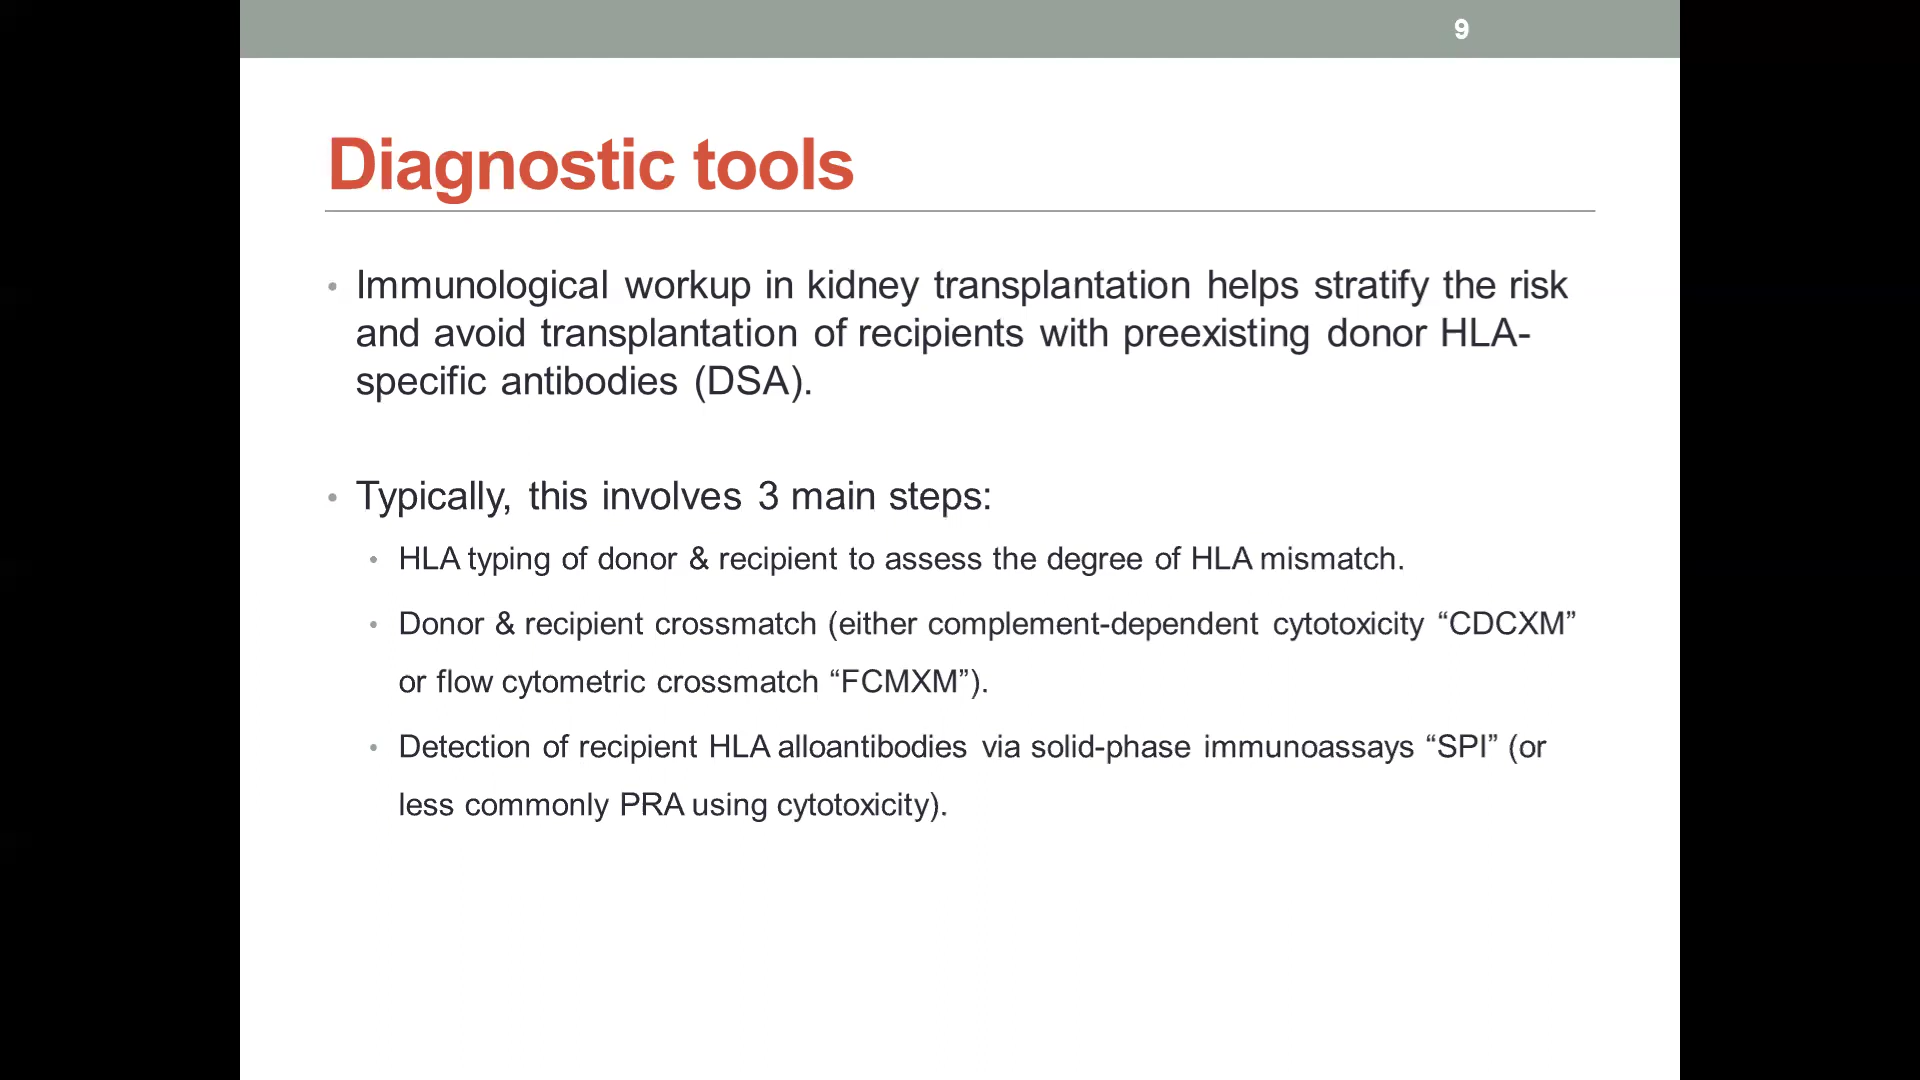 9
Diagnostic tools
• Immunological workup in kidney transplantation helps stratify the risk
and avoid transplantation of recipients with preexisting donor HLA-
specific antibodies (DSA).
• Typically, this involves 3 main steps:
• HLA typing of donor & recipient to assess the degree of HLA mismatch.
• Donor & recipient crossmatch (either complement-dependent cytotoxicity “CDCXM”
or flow cytometric crossmatch “FCMXM”).
• Detection of recipient HLA alloantibodies via solid-phase immunoassays “SPI” (or
less commonly PRA using cytotoxicity).